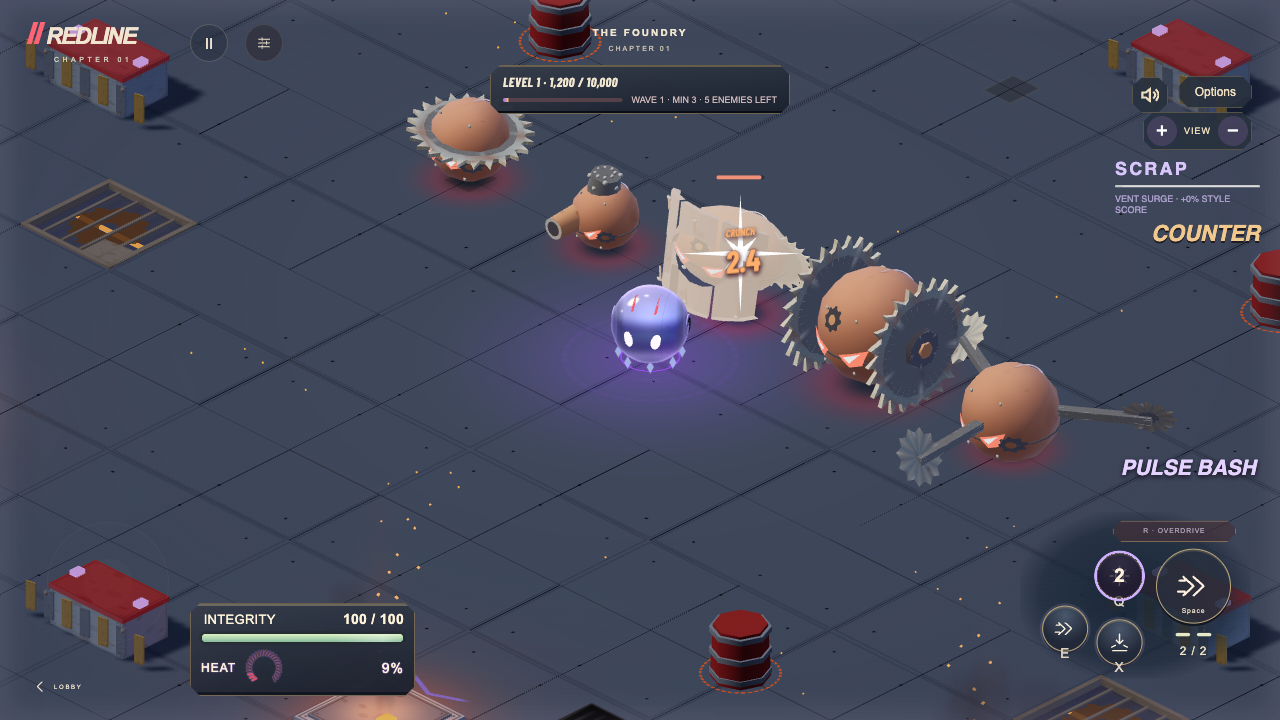 REDLINE
CHAPTER 01
THE FOUNDRY
CHAPTER 01
LEVEL 1 · 1,200 / 10,000
WAVE 1 · MIN 3 · 5 ENEMIES LEFT
Options
+ VIEW −
SCRAP
VENT SURGE · +0% STYLE
SCORE
COUNTER
CRUNCH
2.4
PULSE BASH
R · OVERDRIVE
2
Q
Space
E
X
2 / 2
INTEGRITY 100 / 100
HEAT 9%
LOBBY